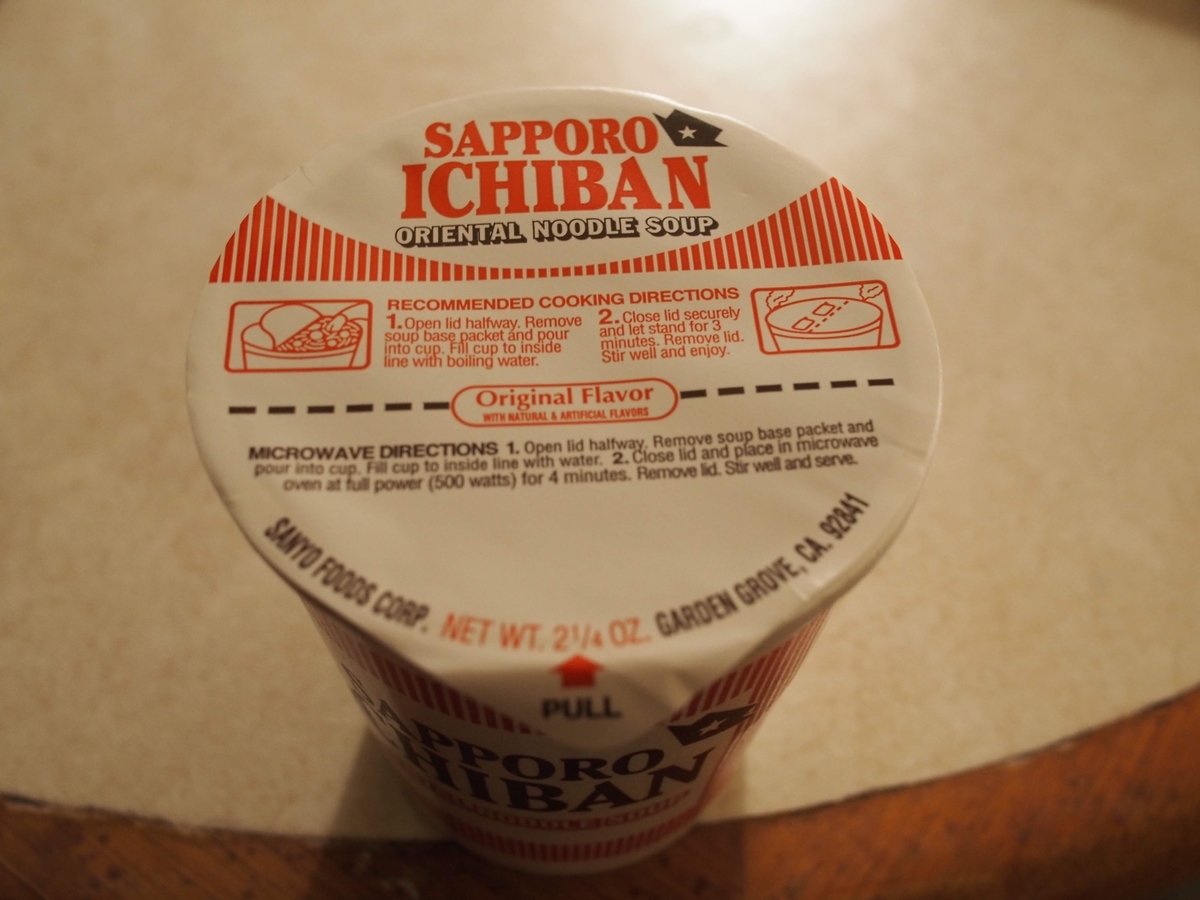 SAPPORO
ICHIBAN
ORIENTAL NOODLE SOUP
RECOMMENDED COOKING DIRECTIONS
1. Open lid halfway. Remove
soup base packet and pour
into cup. Fill cup to inside
line with boiling water.
2. Close lid securely
and let stand for 3
minutes. Remove lid.
Stir well and enjoy.
Original Flavor
WITH NATURAL & ARTIFICIAL FLAVORS
MICROWAVE DIRECTIONS 1. Open lid halfway. Remove soup base packet and
pour into cup. Fill cup to inside line with water. 2. Close lid and place in microwave
oven at full power (500 watts) for 4 minutes. Remove lid. Stir well and serve.
SANYO FOODS CORP. NET WT. 2 1/4 OZ. GARDEN GROVE, CA. 92841
PULL
SAPPORO
ICHIBAN
NOODLE SOUP